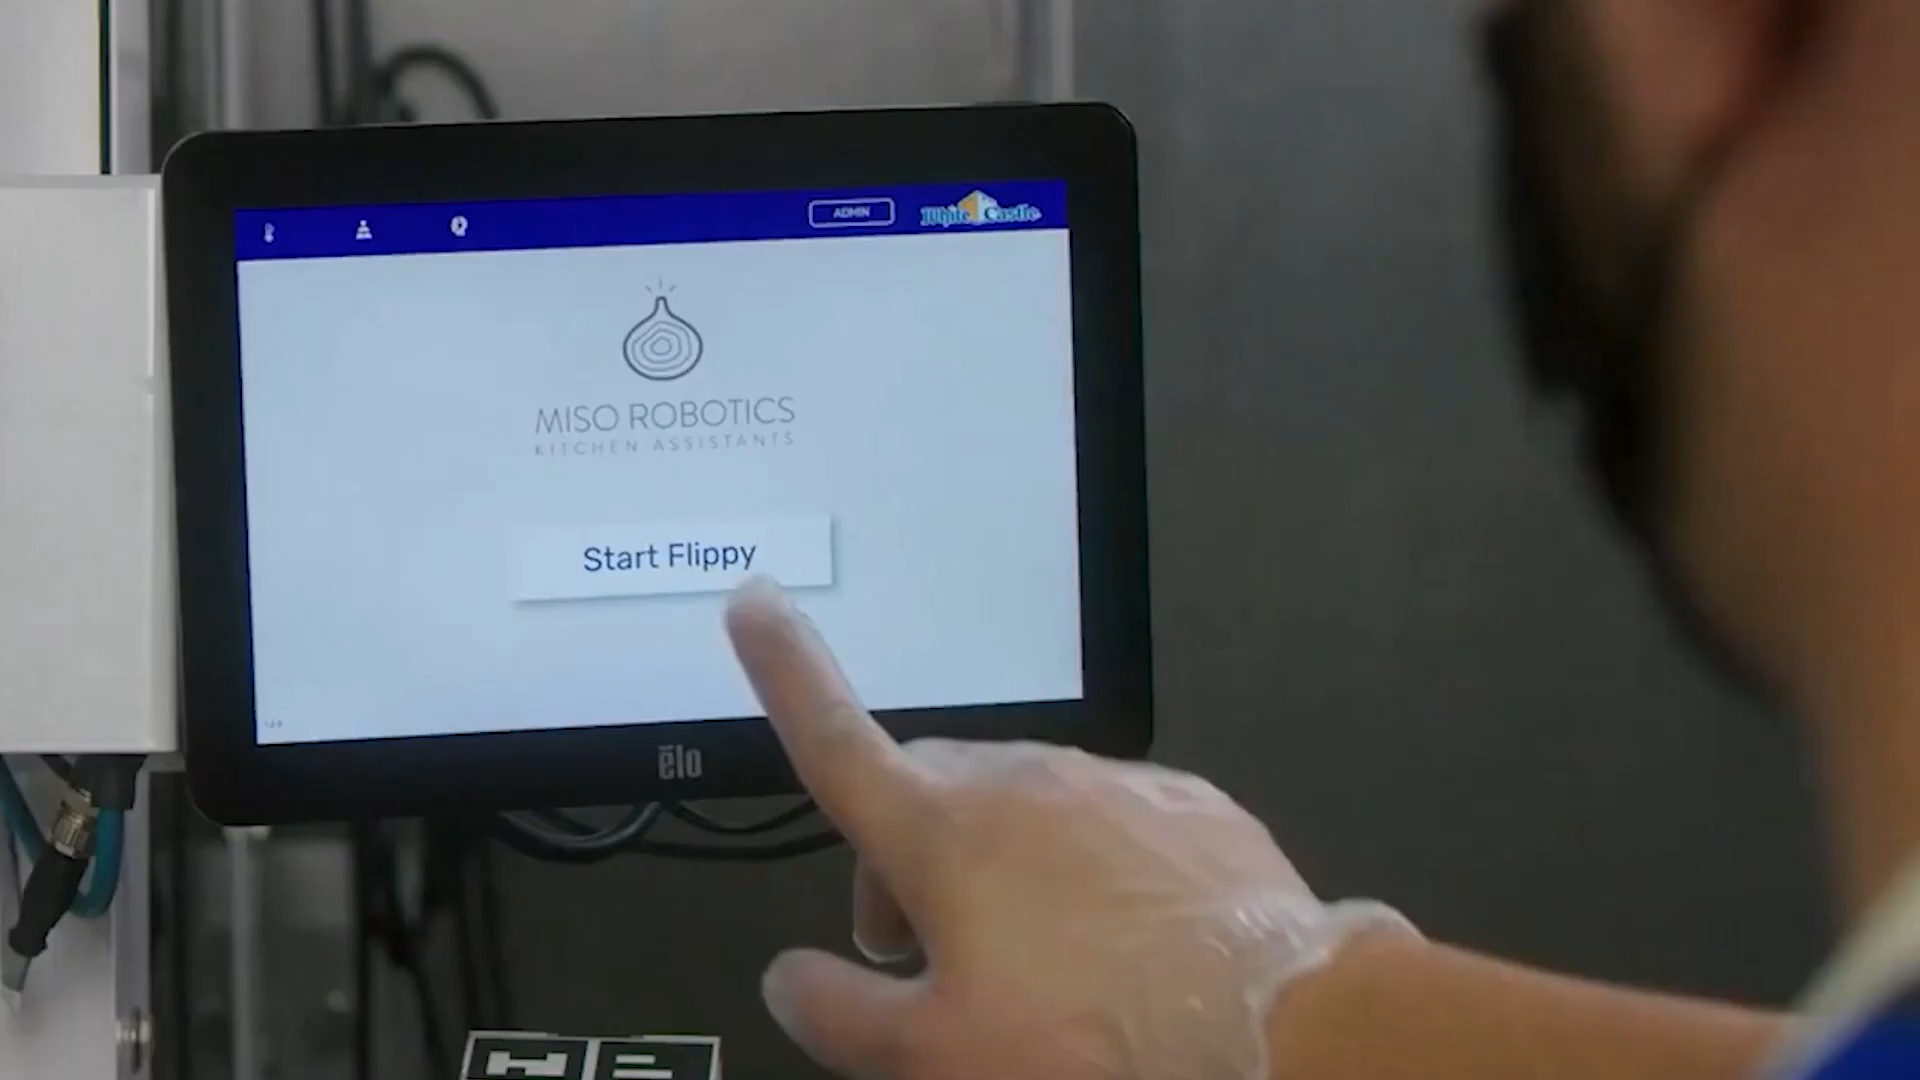 ADMIN
White Castle
MISO ROBOTICS
KITCHEN ASSISTANTS
Start Flippy
elo